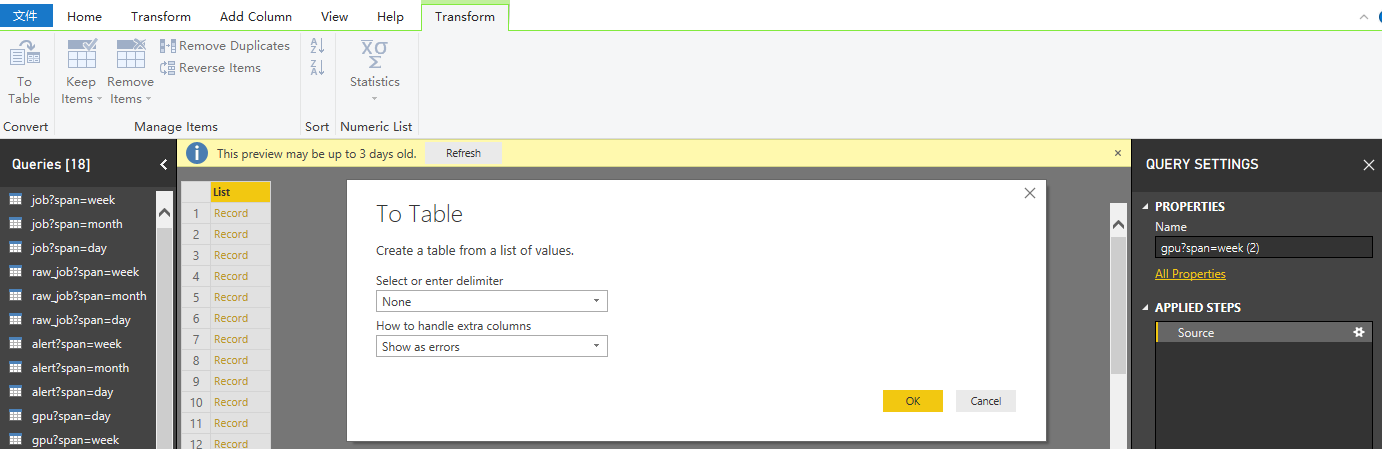 文件 Home Transform Add Column View Help Transform
To Table
Keep Items
Remove Items
Remove Duplicates
Reverse Items
A Z
Z A
X̄σ Σ
Statistics
Convert Manage Items Sort Numeric List
Queries [18]
job?span=week
job?span=month
job?span=day
raw_job?span=week
raw_job?span=month
raw_job?span=day
alert?span=week
alert?span=month
alert?span=day
gpu?span=day
gpu?span=week
This preview may be up to 3 days old. Refresh
List
1 Record
2 Record
3 Record
4 Record
5 Record
6 Record
7 Record
8 Record
9 Record
10 Record
11 Record
12 Record
To Table
Create a table from a list of values.
Select or enter delimiter
None
How to handle extra columns
Show as errors
OK Cancel
QUERY SETTINGS
PROPERTIES
Name
gpu?span=week (2)
All Properties
APPLIED STEPS
Source